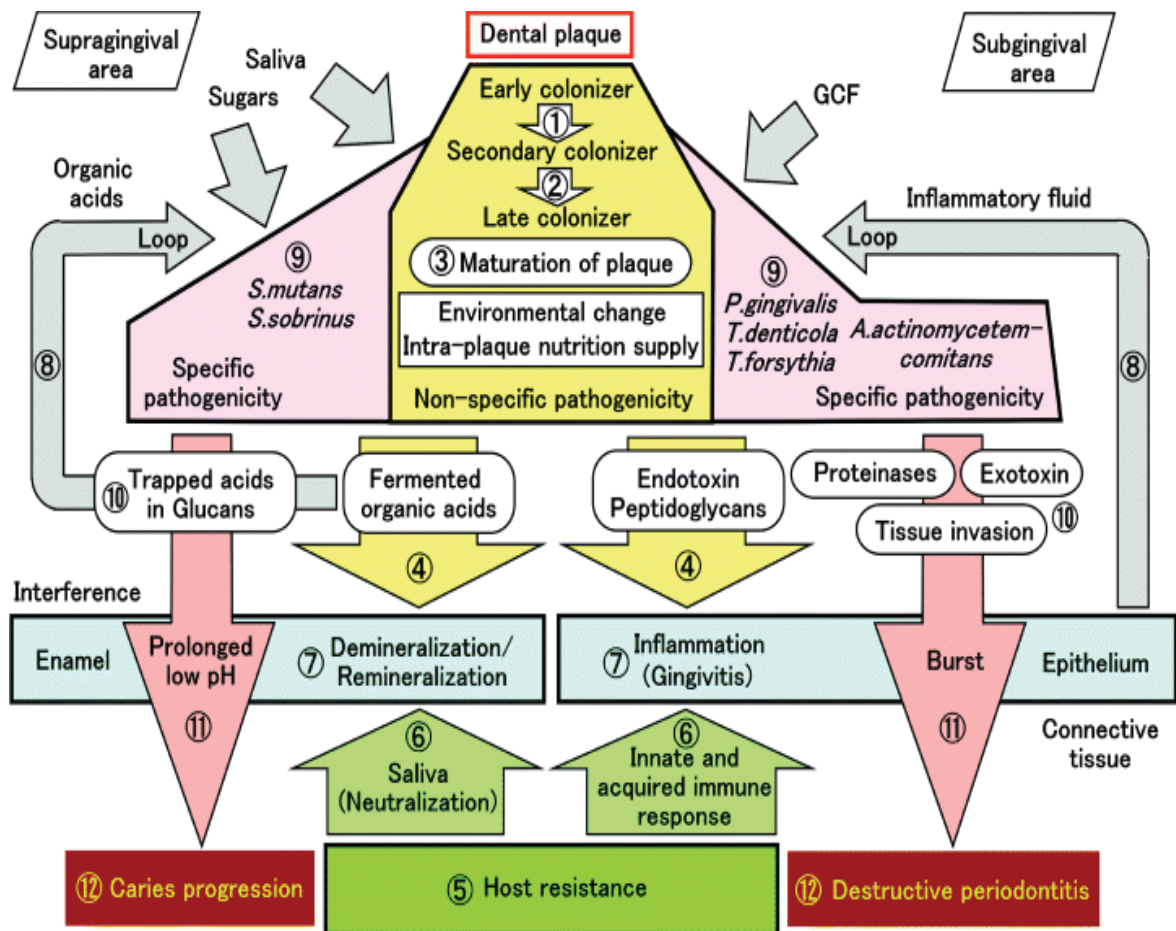 Dental plaque
Supragingival
area
Subgingival
area
Saliva
Sugars
GCF
Early colonizer
①
Secondary colonizer
②
Late colonizer
Organic
acids
Loop
Inflammatory fluid
Loop
③ Maturation of plaque
Environmental change
Intra-plaque nutrition supply
Non-specific pathogenicity
⑨
S.mutans
S.sobrinus
Specific
pathogenicity
⑨
P.gingivalis
T.denticola
T.forsythia
A.actinomycetem-
comitans
Specific pathogenicity
⑧
⑧
⑩ Trapped acids
in Glucans
Fermented
organic acids
Endotoxin
Peptidoglycans
Proteinases
Exotoxin
Tissue invasion ⑩
④
④
Interference
Enamel
Prolonged
low pH
⑦ Demineralization/
Remineralization
⑦ Inflammation
(Gingivitis)
Burst
Epithelium
⑪
⑪
Connective
tissue
⑥
Saliva
(Neutralization)
⑥
Innate and
acquired immune
response
⑫ Caries progression
⑤ Host resistance
⑫ Destructive periodontitis